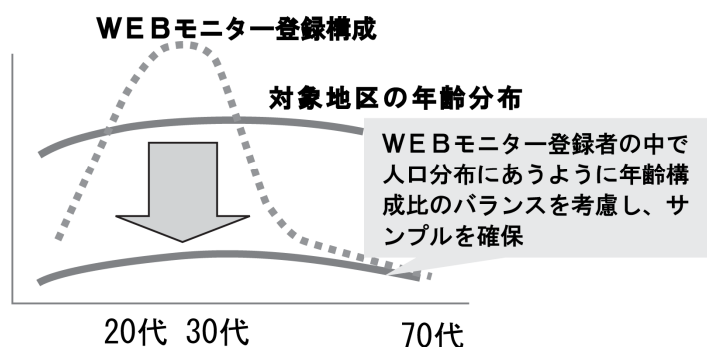 ＷＥＢモニター登録構成
対象地区の年齢分布
ＷＥＢモニター登録者の中で
人口分布にあうように年齢構
成比のバランスを考慮し、サ
ンプルを確保
20代 30代 70代